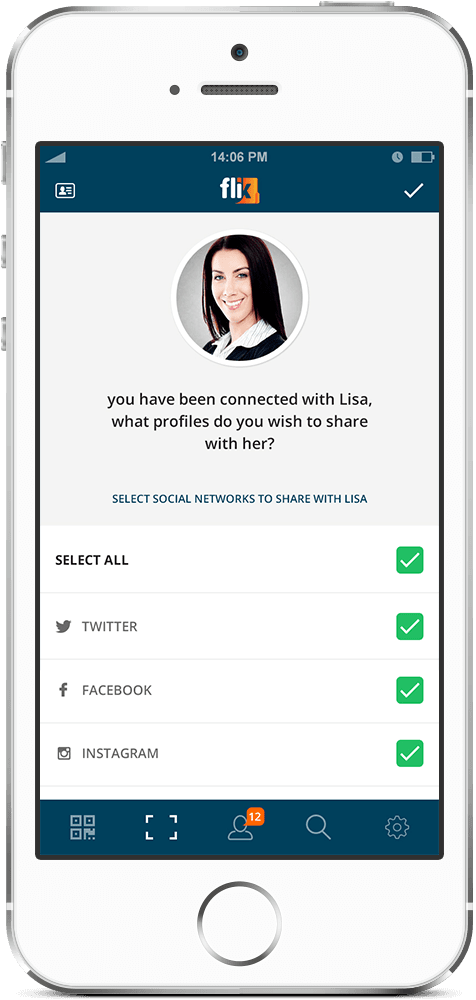 14:06 PM
flik
you have been connected with Lisa,
what profiles do you wish to share
with her?
SELECT SOCIAL NETWORKS TO SHARE WITH LISA
SELECT ALL
TWITTER
FACEBOOK
INSTAGRAM
12